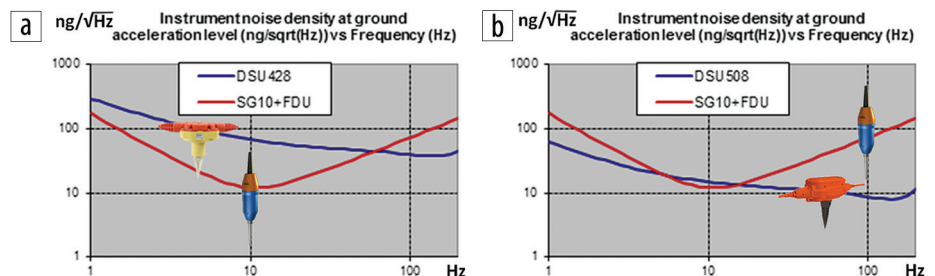 a
ng/√Hz
Instrument noise density at ground
acceleration level (ng/sqrt(Hz)) vs Frequency (Hz)
1000
100
10
1
DSU428
SG10+FDU
1
10
100
Hz
b
ng/√Hz
Instrument noise density at ground
acceleration level (ng/sqrt(Hz)) vs Frequency (Hz)
1000
100
10
1
DSU508
SG10+FDU
1
10
100
Hz